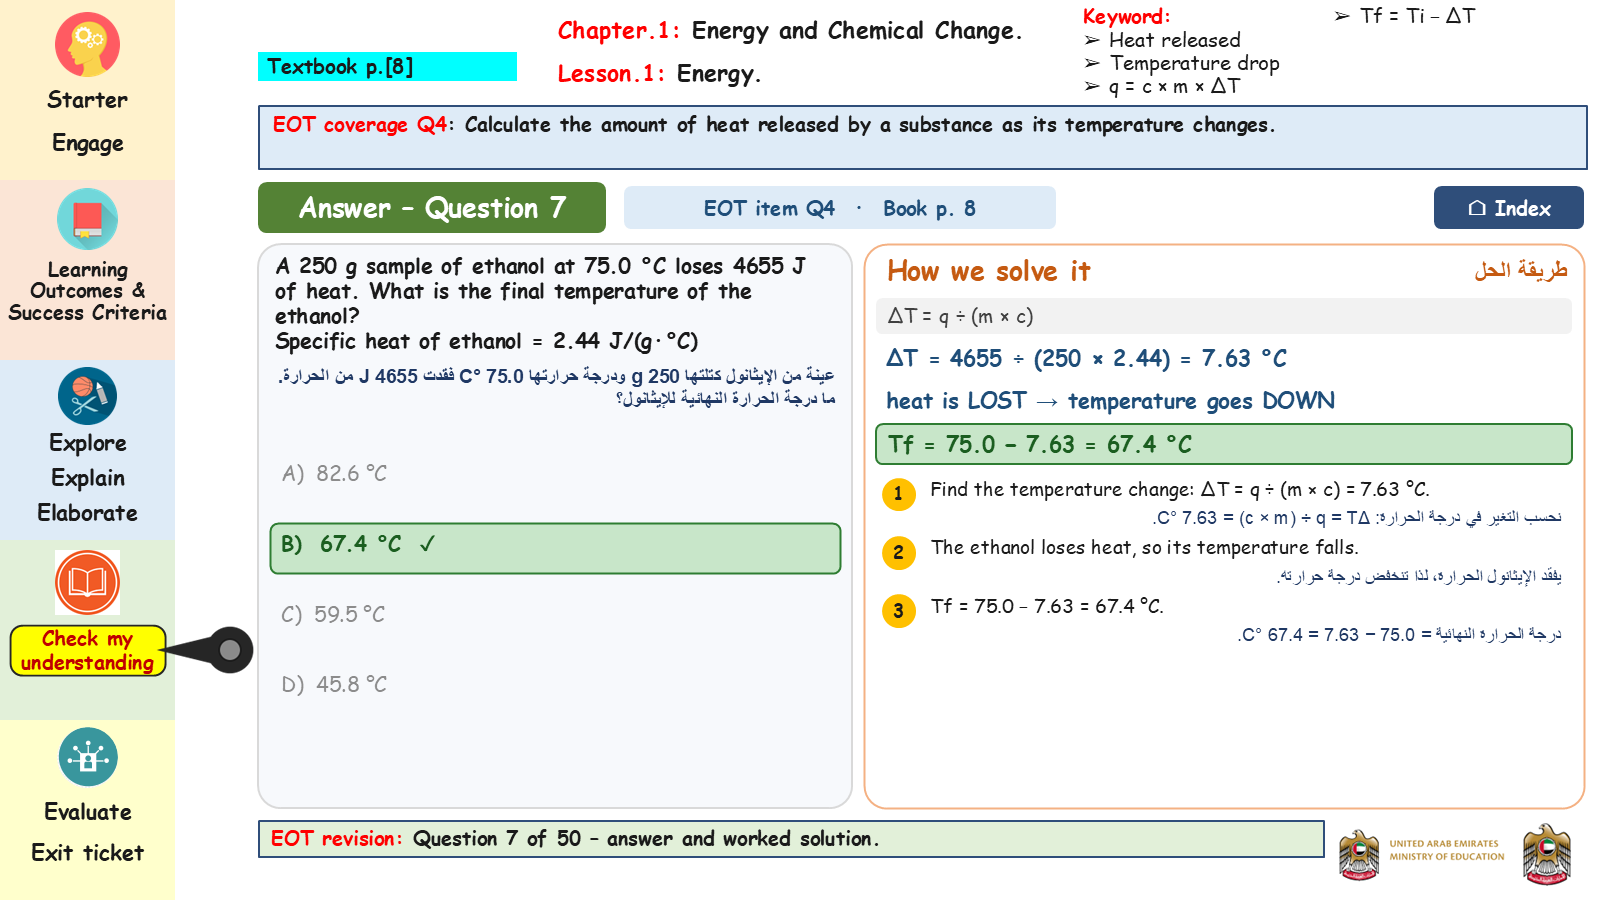 Starter
Engage
Learning
Outcomes &
Success Criteria
Explore
Explain
Elaborate
Check my
understanding
Evaluate
Exit ticket
Textbook p.[8]
Chapter.1: Energy and Chemical Change.
Lesson.1: Energy.
Keyword:
➢ Heat released
➢ Temperature drop
➢ q = c × m × ΔT
➢ Tf = Ti – ΔT
EOT coverage Q4: Calculate the amount of heat released by a substance as its temperature changes.
Answer – Question 7
EOT item Q4 · Book p. 8
☖ Index
A 250 g sample of ethanol at 75.0 °C loses 4655 J
of heat. What is the final temperature of the
ethanol?
Specific heat of ethanol = 2.44 J/(g·°C)
عينة من الإيثانول كتلتها 250 g ودرجة حرارتها 75.0 °C فقدت 4655 J من الحرارة.
ما درجة الحرارة النهائية للإيثانول؟
A) 82.6 °C
B) 67.4 °C ✓
C) 59.5 °C
D) 45.8 °C
How we solve it
طريقة الحل
ΔT = q ÷ (m × c)
ΔT = 4655 ÷ (250 × 2.44) = 7.63 °C
heat is LOST → temperature goes DOWN
Tf = 75.0 – 7.63 = 67.4 °C
1 Find the temperature change: ΔT = q ÷ (m × c) = 7.63 °C.
نحسب التغير في درجة الحرارة: ΔT = q ÷ (m × c) = 7.63 °C.
2 The ethanol loses heat, so its temperature falls.
يفقد الإيثانول الحرارة، لذا تنخفض درجة حرارته.
3 Tf = 75.0 – 7.63 = 67.4 °C.
درجة الحرارة النهائية = 75.0 – 7.63 = 67.4 °C.
EOT revision: Question 7 of 50 – answer and worked solution.
UNITED ARAB EMIRATES
MINISTRY OF EDUCATION